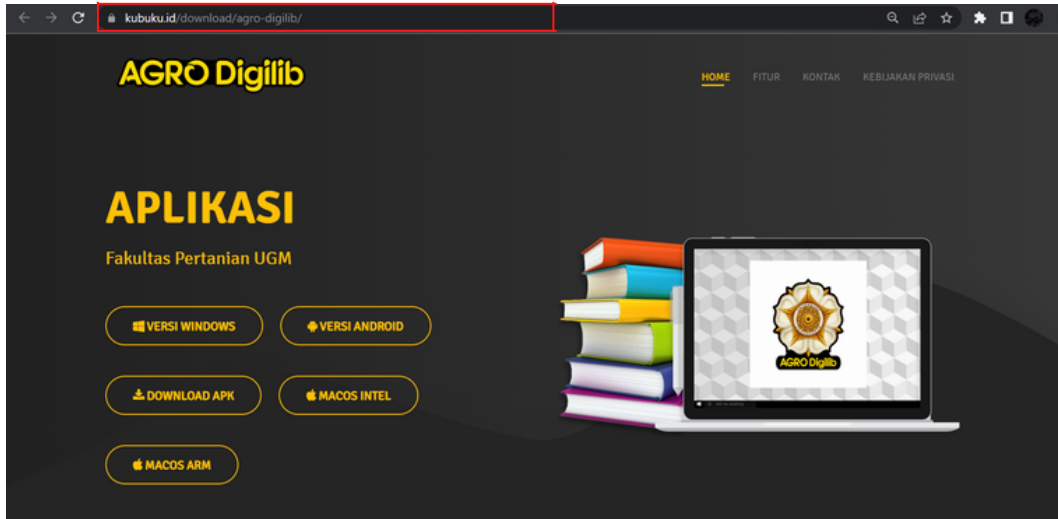 kubuku.id/download/agro-digilib/
AGRO Digilib
HOME FITUR KONTAK KEBIJAKAN PRIVASI
APLIKASI
Fakultas Pertanian UGM
VERSI WINDOWS VERSI ANDROID
DOWNLOAD APK MACOS INTEL
MACOS ARM
AGRO Digilib